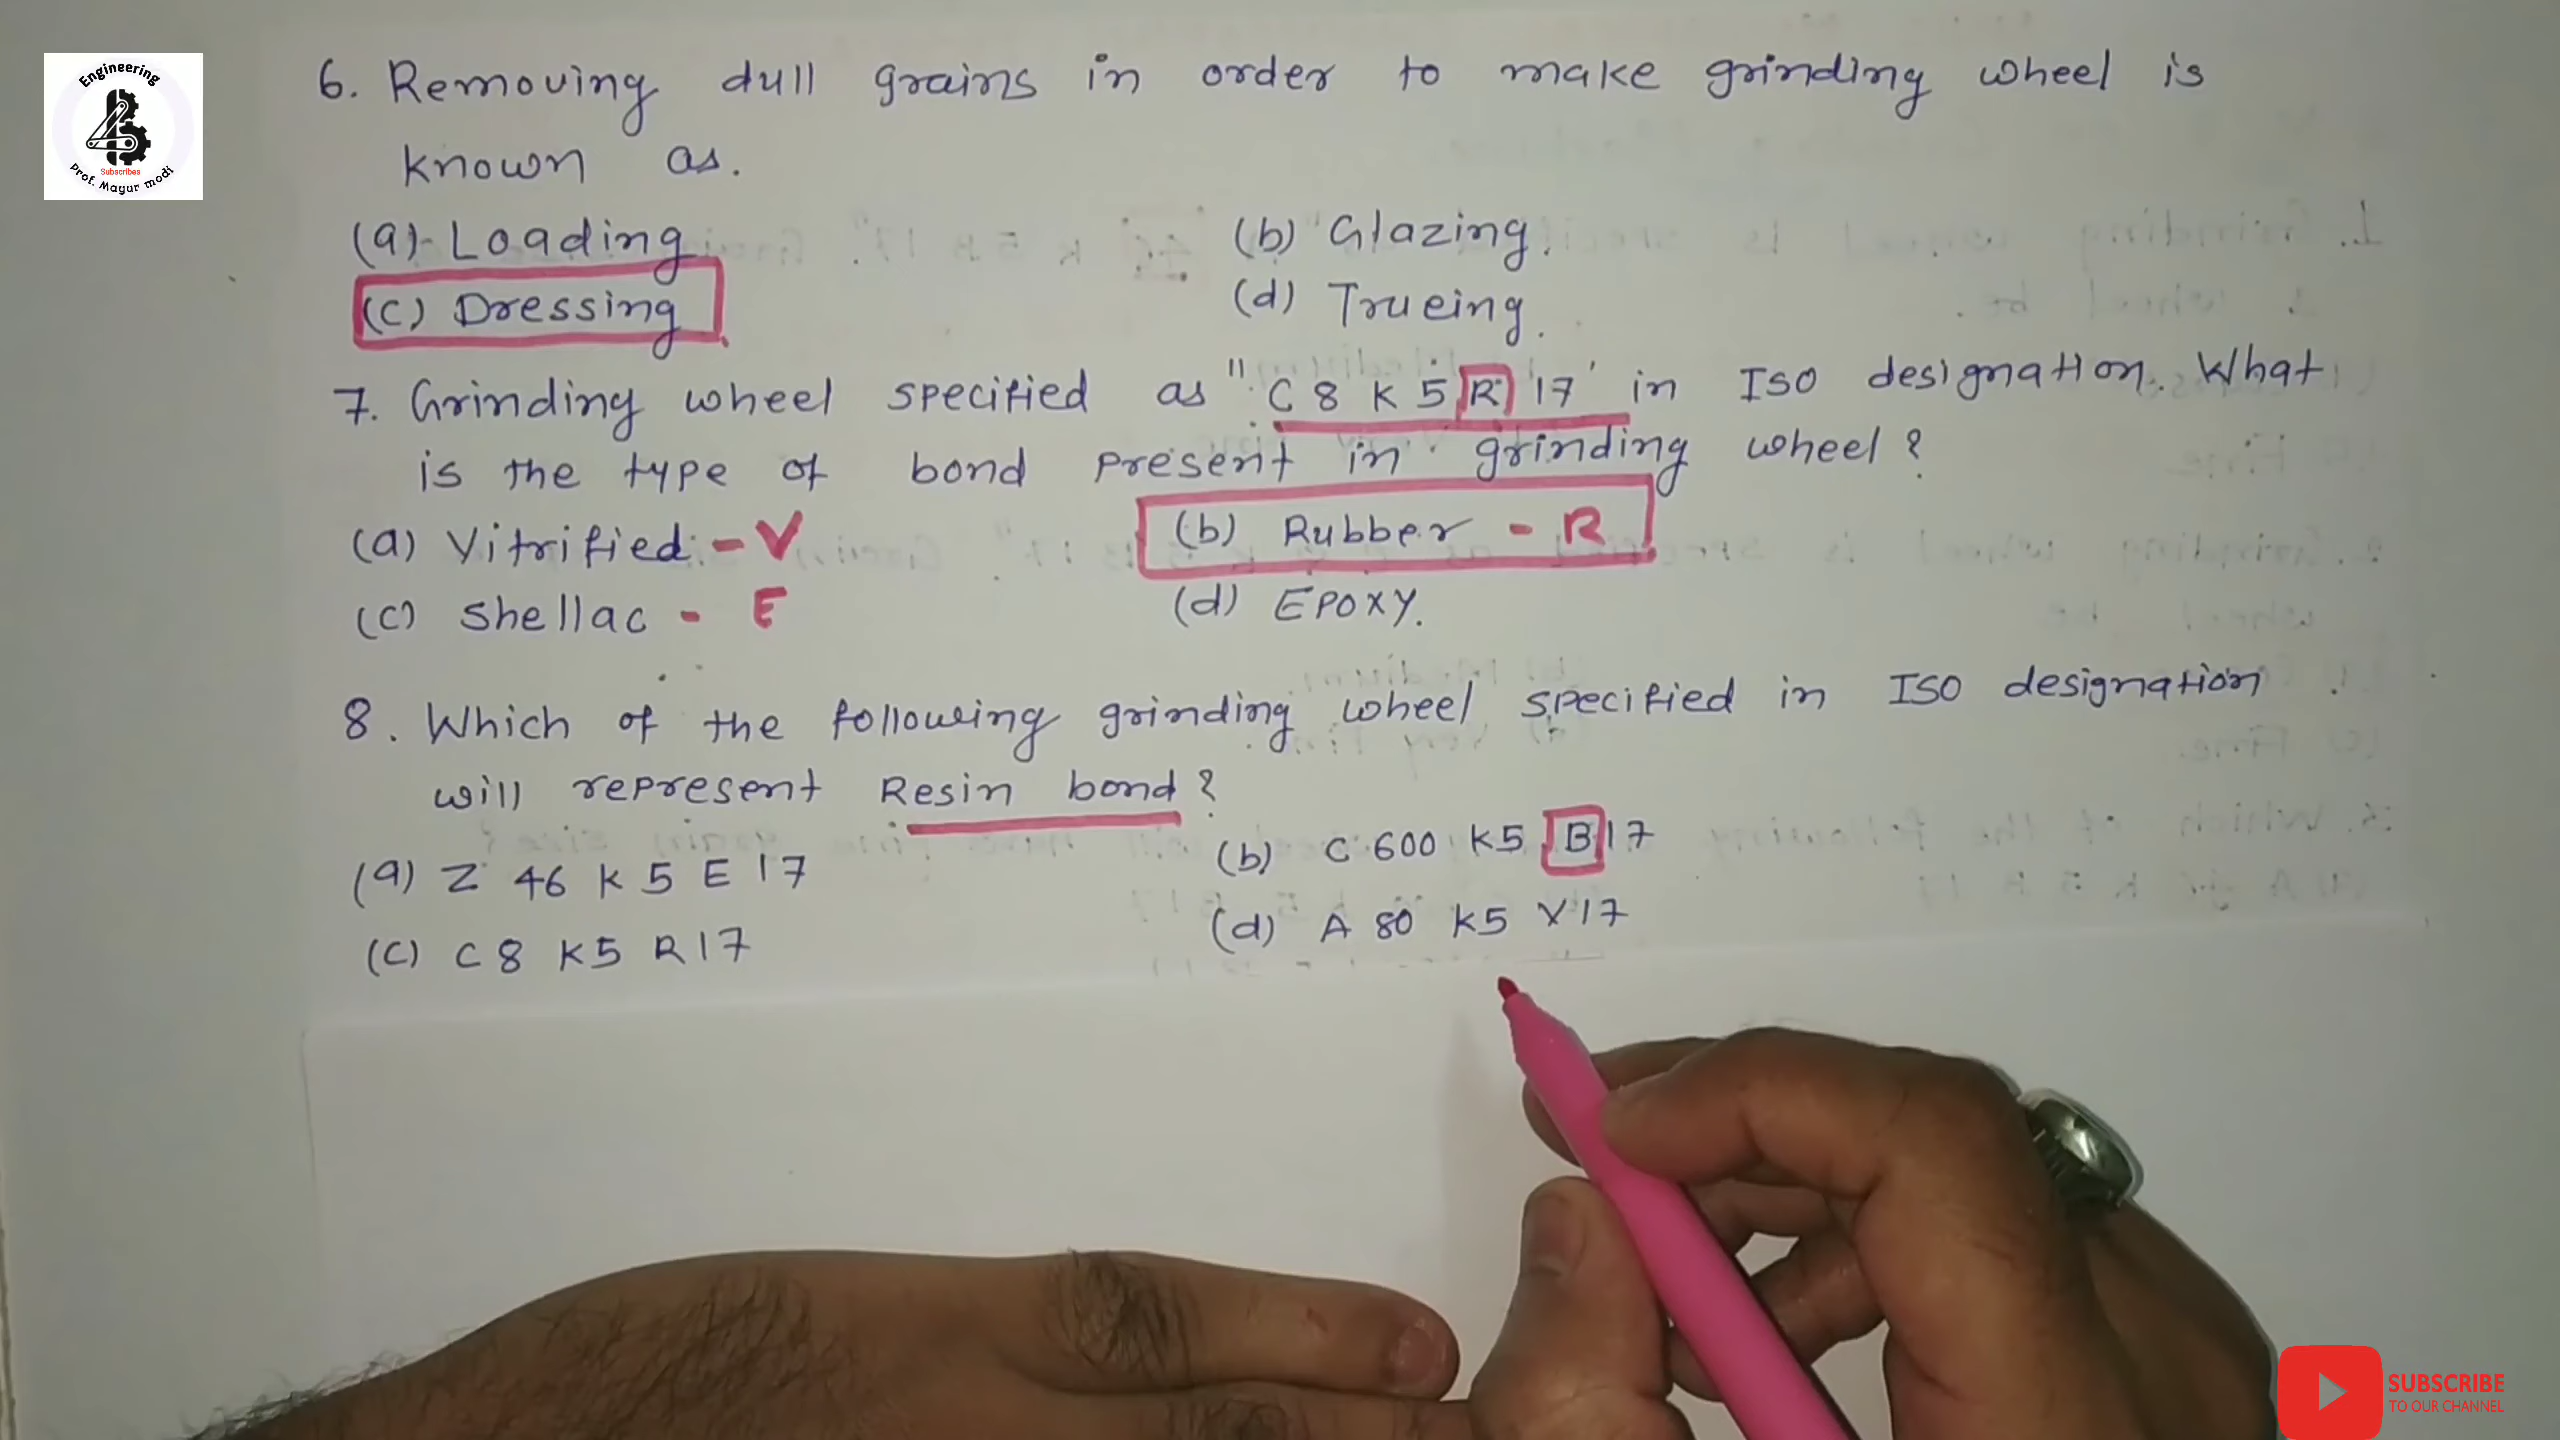 Engineering
Subscribes
Prof. Mayur modi
6. Removing dull grains in order to make grinding wheel is
known as.
(a) Loading (b) Glazing.
(c) Dressing (d) Trueing.
7. Grinding wheel specified as "C 8 K 5 R 17" in ISO designation. What
is the type of bond present in grinding wheel?
(a) Vitrified - V (b) Rubber - R
(c) Shellac - E (d) Epoxy.
8. Which of the following grinding wheel specified in ISO designation
will represent Resin bond?
(a) Z 46 K 5 E 17 (b) C 600 K5 B 17
(c) C 8 K5 R 17 (d) A 80 K5 V 17
SUBSCRIBE
TO OUR CHANNEL